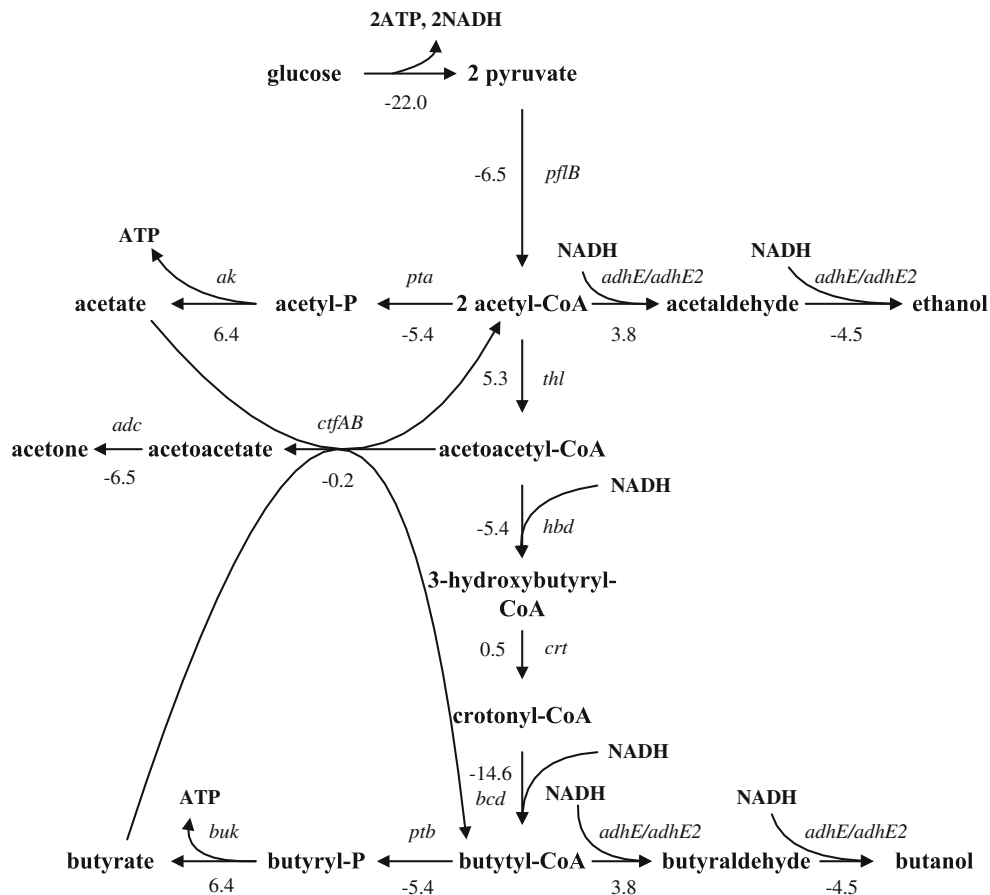 2ATP, 2NADH
glucose
2 pyruvate
-22.0
-6.5
pflB
ATP
NADH
NADH
ak
pta
adhE/adhE2
adhE/adhE2
acetate
acetyl-P
2 acetyl-CoA
acetaldehyde
ethanol
6.4
-5.4
3.8
-4.5
5.3
thl
adc
ctfAB
acetone
acetoacetate
acetoacetyl-CoA
-6.5
-0.2
NADH
-5.4
hbd
3-hydroxybutyryl-
CoA
0.5
crt
crotonyl-CoA
NADH
-14.6
bcd
ATP
NADH
NADH
buk
ptb
adhE/adhE2
adhE/adhE2
butyrate
butyryl-P
butytyl-CoA
butyraldehyde
butanol
6.4
-5.4
3.8
-4.5